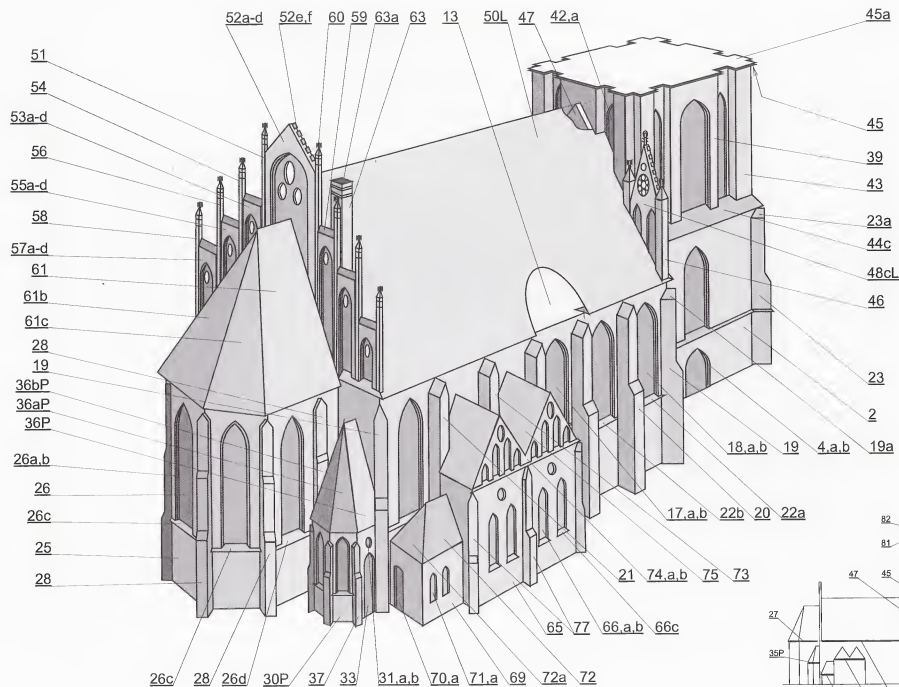 52a-d 52e,f 60 59 63a 63 13 50L 47 42,a 45a
51
54
53a-d
56
55a-d
58
57a-d
61
61b
61c
28
19
36bP
36aP
36P
26a,b
26
26c
25
28
45
39
43
23a
44c
48cL
46
23
2
18,a,b 19 4,a,b 19a
17,a,b 22b 20 22a
21 74,a,b 75 73
65 77 66,a,b 66c
26c 28 26d 30P 37 33 31,a,b 70,a 71,a 69 72a 72
82
81
47 45
27
35P